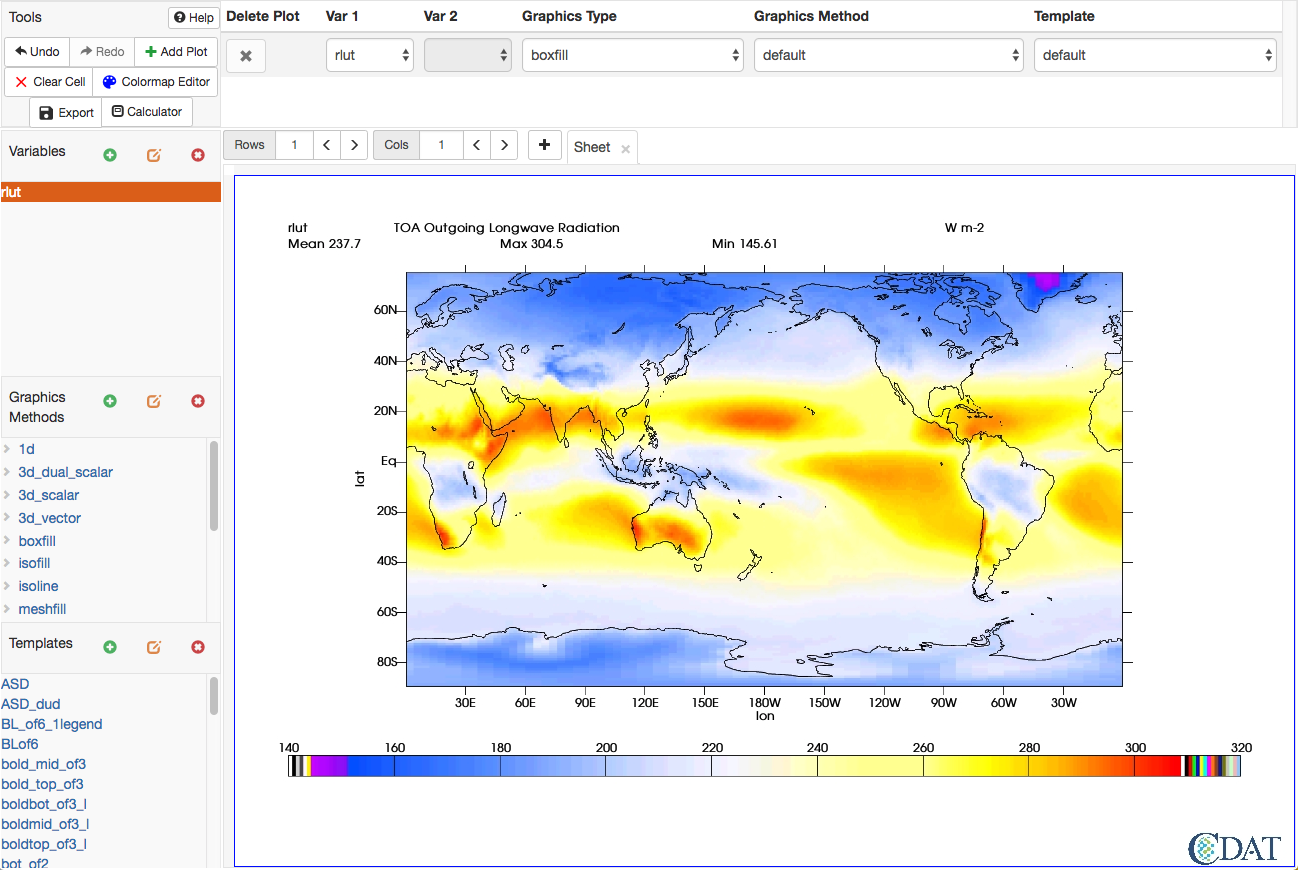 Tools
Help
Undo
Redo
Add Plot
Clear Cell
Colormap Editor
Export
Calculator
Delete Plot Var 1 Var 2 Graphics Type Graphics Method Template
rlut boxfill default default
Rows 1 Cols 1 Sheet
Variables
rlut
Graphics
Methods
1d
3d_dual_scalar
3d_scalar
3d_vector
boxfill
isofill
isoline
meshfill
Templates
ASD
ASD_dud
BL_of6_1legend
BLof6
bold_mid_of3
bold_top_of3
boldbot_of3_l
boldmid_of3_l
boldtop_of3_l
bot_of2
rlut TOA Outgoing Longwave Radiation W m-2
Mean 237.7 Max 304.5 Min 145.61
60N
40N
20N
Eq
lat
20S
40S
60S
80S
30E 60E 90E 120E 150E 180W 150W 120W 90W 60W 30W
lon
140 160 180 200 220 240 260 280 300 320
CDAT